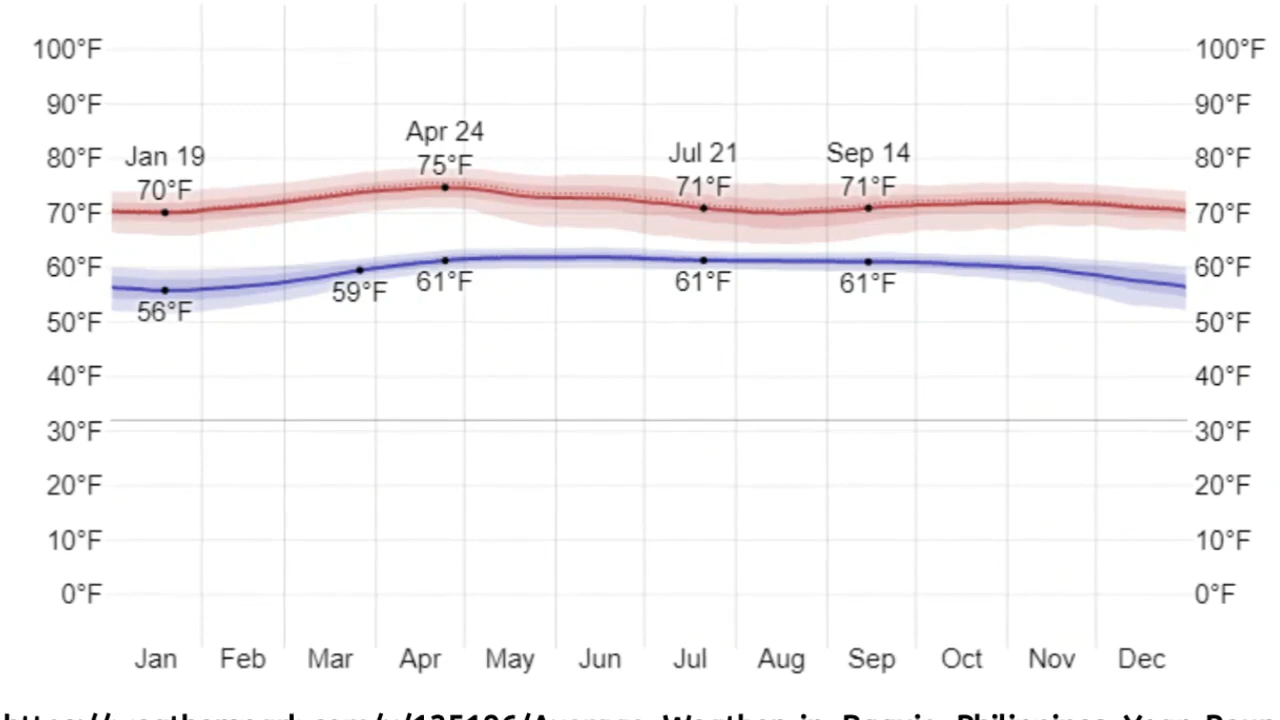 100°F 100°F
90°F 90°F
Apr 24
80°F Jan 19 75°F Jul 21 Sep 14 80°F
70°F 71°F 71°F
70°F 70°F
60°F 60°F
59°F 61°F 61°F 61°F
56°F
50°F 50°F
40°F 40°F
30°F 30°F
20°F 20°F
10°F 10°F
0°F 0°F
Jan Feb Mar Apr May Jun Jul Aug Sep Oct Nov Dec